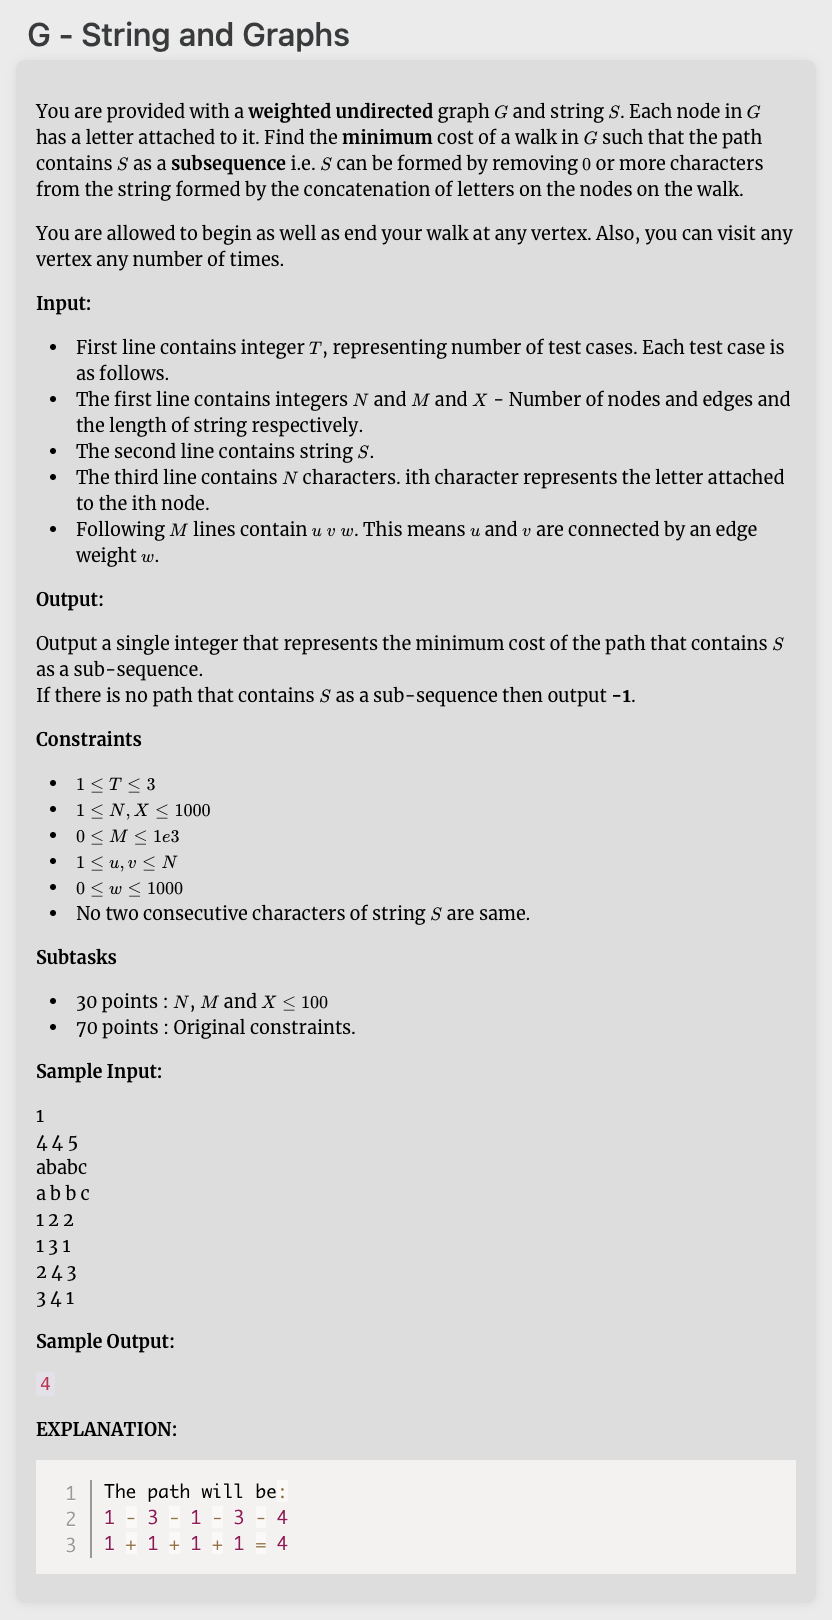 G - String and Graphs
You are provided with a weighted undirected graph G and string S. Each node in G
has a letter attached to it. Find the minimum cost of a walk in G such that the path
contains S as a subsequence i.e. S can be formed by removing 0 or more characters
from the string formed by the concatenation of letters on the nodes on the walk.
You are allowed to begin as well as end your walk at any vertex. Also, you can visit any
vertex any number of times.
Input:
• First line contains integer T, representing number of test cases. Each test case is
as follows.
• The first line contains integers N and M and X - Number of nodes and edges and
the length of string respectively.
• The second line contains string S.
• The third line contains N characters. ith character represents the letter attached
to the ith node.
• Following M lines contain u v w. This means u and v are connected by an edge
weight w.
Output:
Output a single integer that represents the minimum cost of the path that contains S
as a sub-sequence.
If there is no path that contains S as a sub-sequence then output -1.
Constraints
• 1 ≤ T ≤ 3
• 1 ≤ N, X ≤ 1000
• 0 ≤ M ≤ 1e3
• 1 ≤ u, v ≤ N
• 0 ≤ w ≤ 1000
• No two consecutive characters of string S are same.
Subtasks
• 30 points : N, M and X ≤ 100
• 70 points : Original constraints.
Sample Input:
1
4 4 5
ababc
a b b c
1 2 2
1 3 1
2 4 3
3 4 1
Sample Output:
4
EXPLANATION:
1 The path will be:
2 1 - 3 - 1 - 3 - 4
3 1 + 1 + 1 + 1 = 4